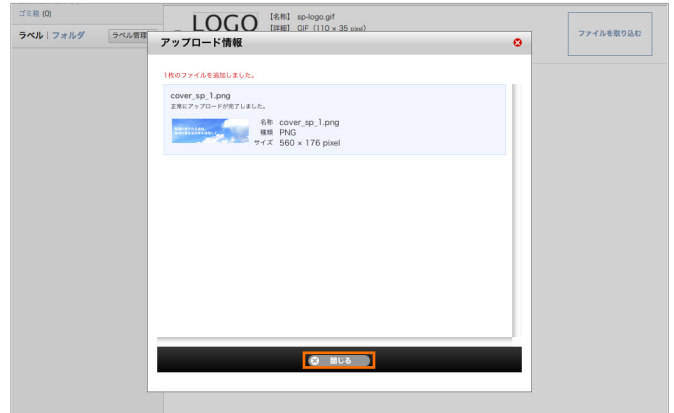 ゴミ箱 (0)
ラベル | フォルダ
ラベル管理
LOGO
【名称】 sp-logo.gif
【詳細】 GIF (110 × 35 pixel)
ファイルを取り込む
アップロード情報
1枚のファイルを追加しました。
cover_sp_1.png
正常にアップロードが完了しました。
名称 cover_sp_1.png
種類 PNG
サイズ 560 × 176 pixel
閉じる